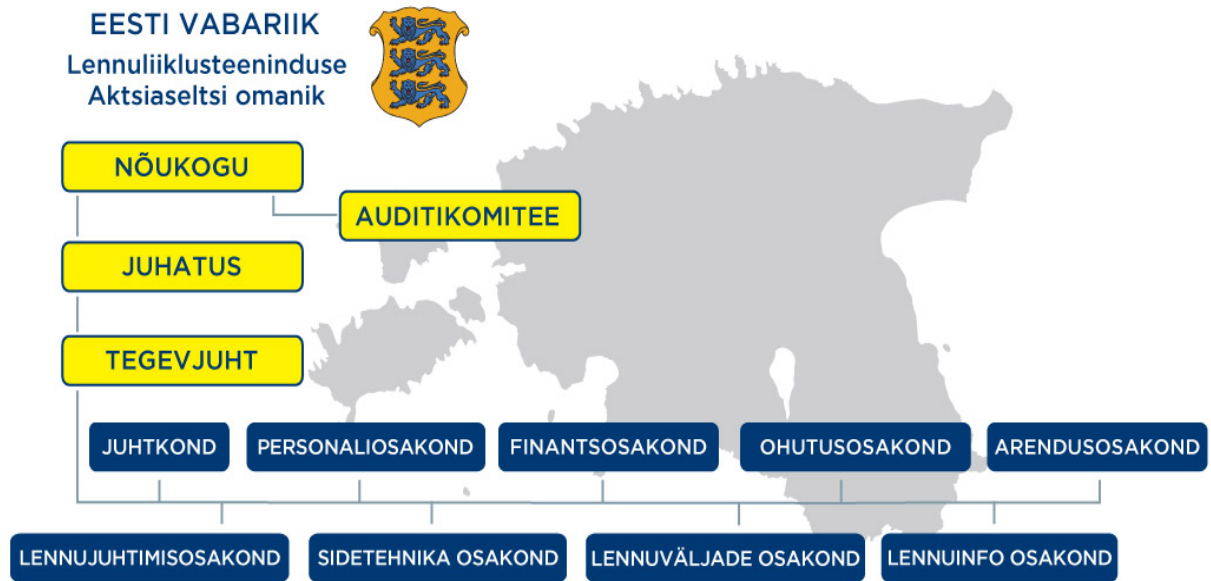 EESTI VABARIIK
Lennuliiklusteeninduse
Aktsiaseltsi omanik
NÕUKOGU
AUDITIKOMITEE
JUHATUS
TEGEVJUHT
JUHTKOND
PERSONALIOSAKOND
FINANTSOSAKOND
OHUTUSOSAKOND
ARENDUSOSAKOND
LENNUJUHTIMISOSAKOND
SIDETEHNIKA OSAKOND
LENNUVÄLJADE OSAKOND
LENNUINFO OSAKOND